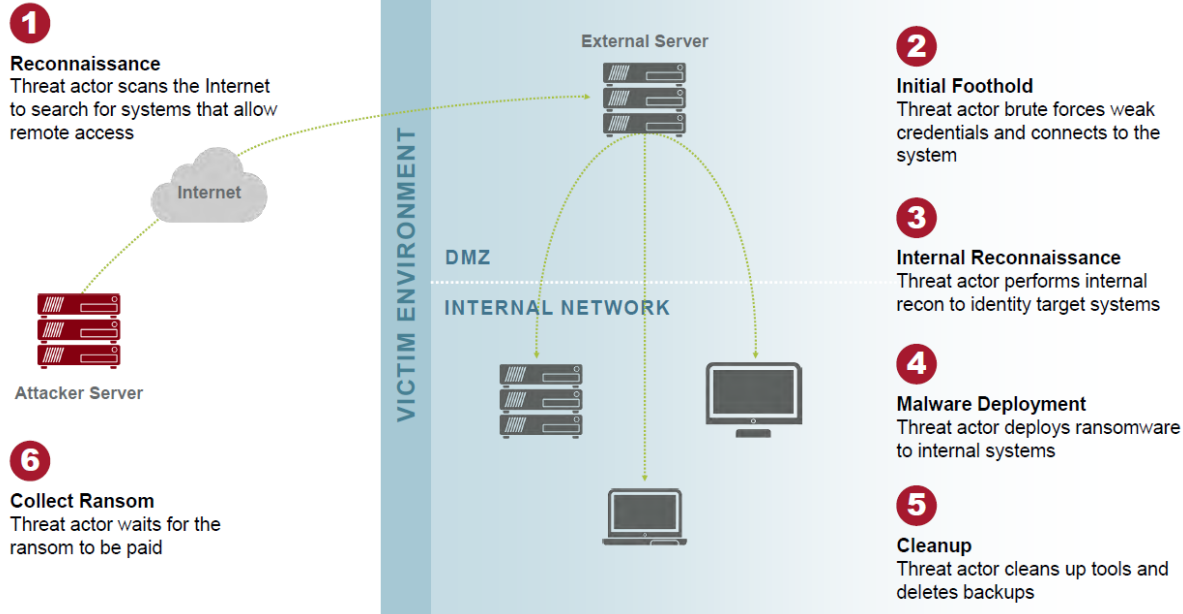 1
Reconnaissance
Threat actor scans the Internet
to search for systems that allow
remote access
Internet
Attacker Server
6
Collect Ransom
Threat actor waits for the
ransom to be paid
VICTIM ENVIRONMENT
External Server
DMZ
INTERNAL NETWORK
2
Initial Foothold
Threat actor brute forces weak
credentials and connects to the
system
3
Internal Reconnaissance
Threat actor performs internal
recon to identity target systems
4
Malware Deployment
Threat actor deploys ransomware
to internal systems
5
Cleanup
Threat actor cleans up tools and
deletes backups